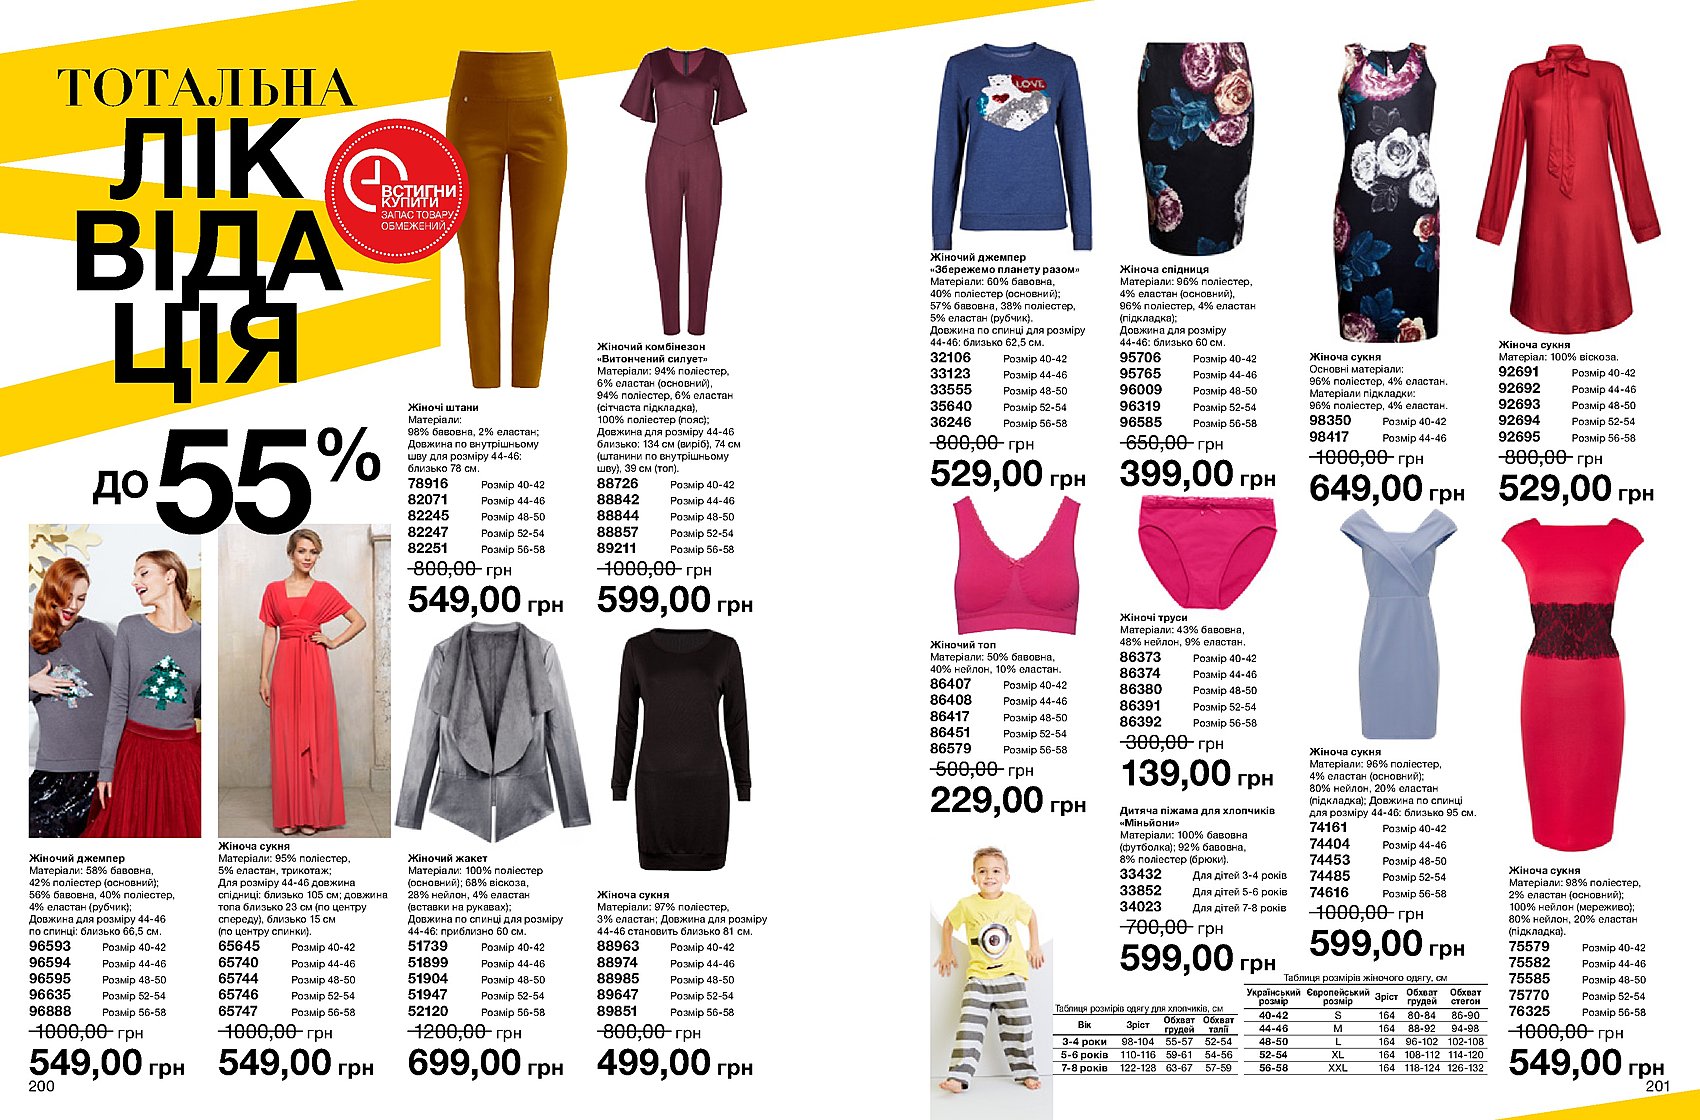 ТОТАЛЬНА
ЛІК
ВІДА
ЦІЯ
до 55%
ВСТИГНИ
КУПИТИ
ЗАПАС ТОВАРУ
ОБМЕЖЕНИЙ
Жіночі штани
Матеріали:
98% бавовна, 2% еластан;
Довжина по внутрішньому
шву для розміру 44-46:
близько 78 см.
78916 Розмір 40-42
82071 Розмір 44-46
82245 Розмір 48-50
82247 Розмір 52-54
82251 Розмір 56-58
800,00 грн
549,00 грн
Жіночий комбінезон
«Витончений силует»
Матеріали: 94% поліестер,
6% еластан (основний),
94% поліестер, 6% еластан
(сітчаста підкладка),
100% поліестер (пояс);
Довжина для розміру 44-46
близько: 134 см (виріб), 74 см
(штанини по внутрішньому
шву), 39 см (топ).
88726 Розмір 40-42
88842 Розмір 44-46
88844 Розмір 48-50
88857 Розмір 52-54
89211 Розмір 56-58
1000,00 грн
599,00 грн
Жіночий джемпер
Матеріали: 58% бавовна,
42% поліестер (основний);
56% бавовна, 40% поліестер,
4% еластан (рубчик);
Довжина для розміру 44-46
по спинці: близько 66,5 см.
96593 Розмір 40-42
96594 Розмір 44-46
96595 Розмір 48-50
96635 Розмір 52-54
96888 Розмір 56-58
1000,00 грн
549,00 грн
Жіноча сукня
Матеріали: 95% поліестер,
5% еластан, трикотаж;
Для розміру 44-46 довжина
спідниці: близько 105 см; довжина
топа близько 23 см (по центру
спереду), близько 15 см
(по центру спинки).
65645 Розмір 40-42
65740 Розмір 44-46
65744 Розмір 48-50
65746 Розмір 52-54
65747 Розмір 56-58
1000,00 грн
549,00 грн
Жіночий жакет
Матеріали: 100% поліестер
(основний); 68% віскоза,
28% нейлон, 4% еластан
(вставки на рукавах);
Довжина по спинці для розміру
44-46: приблизно 60 см.
51739 Розмір 40-42
51899 Розмір 44-46
51904 Розмір 48-50
51947 Розмір 52-54
52120 Розмір 56-58
1200,00 грн
699,00 грн
Жіноча сукня
Матеріали: 97% поліестер,
3% еластан; Довжина для розміру
44-46 становить близько 81 см.
88963 Розмір 40-42
88974 Розмір 44-46
88985 Розмір 48-50
89647 Розмір 52-54
89851 Розмір 56-58
800,00 грн
499,00 грн
200
LOVE
Жіночий джемпер
«Збережемо планету разом»
Матеріали: 60% бавовна,
40% поліестер (основний);
57% бавовна, 38% поліестер,
5% еластан (рубчик).
Довжина по спинці для розміру
44-46: близько 62,5 см.
32106 Розмір 40-42
33123 Розмір 44-46
33555 Розмір 48-50
35640 Розмір 52-54
36246 Розмір 56-58
800,00 грн
529,00 грн
Жіноча спідниця
Матеріали: 96% поліестер,
4% еластан (основний),
96% поліестер, 4% еластан
(підкладка);
Довжина для розміру
44-46: близько 60 см.
95706 Розмір 40-42
95765 Розмір 44-46
96009 Розмір 48-50
96319 Розмір 52-54
96585 Розмір 56-58
650,00 грн
399,00 грн
Жіноча сукня
Основні матеріали:
96% поліестер, 4% еластан.
Матеріали підкладки:
96% поліестер, 4% еластан.
98350 Розмір 40-42
98417 Розмір 44-46
1000,00 грн
649,00 грн
Жіноча сукня
Матеріал: 100% віскоза.
92691 Розмір 40-42
92692 Розмір 44-46
92693 Розмір 48-50
92694 Розмір 52-54
92695 Розмір 56-58
800,00 грн
529,00 грн
Жіночий топ
Матеріали: 50% бавовна,
40% нейлон, 10% еластан.
86407 Розмір 40-42
86408 Розмір 44-46
86417 Розмір 48-50
86451 Розмір 52-54
86579 Розмір 56-58
500,00 грн
229,00 грн
Жіночі труси
Матеріали: 43% бавовна,
48% нейлон, 9% еластан.
86373 Розмір 40-42
86374 Розмір 44-46
86380 Розмір 48-50
86391 Розмір 52-54
86392 Розмір 56-58
300,00 грн
139,00 грн
Дитяча піжама для хлопчиків
«Міньйони»
Матеріали: 100% бавовна
(футболка); 92% бавовна,
8% поліестер (брюки).
33432 Для дітей 3-4 років
33852 Для дітей 5-6 років
34023 Для дітей 7-8 років
700,00 грн
599,00 грн
Жіноча сукня
Матеріали: 96% поліестер,
4% еластан (основний);
80% нейлон, 20% еластан
(підкладка); Довжина по спинці
для розміру 44-46: близько 95 см.
74161 Розмір 40-42
74404 Розмір 44-46
74453 Розмір 48-50
74485 Розмір 52-54
74616 Розмір 56-58
1000,00 грн
599,00 грн
Жіноча сукня
Матеріали: 98% поліестер,
2% еластан (основний);
100% нейлон (мереживо);
80% нейлон, 20% еластан
(підкладка).
75579 Розмір 40-42
75582 Розмір 44-46
75585 Розмір 48-50
75770 Розмір 52-54
76325 Розмір 56-58
1000,00 грн
549,00 грн
Таблиця розмірів одягу для хлопчиків, см
Вік Зріст Обхват грудей Обхват талії
3-4 роки 98-104 55-57 52-54
5-6 років 110-116 59-61 54-56
7-8 років 122-128 63-67 57-59
Таблиця розмірів жіночого одягу, см
Український розмір Європейський розмір Зріст Обхват грудей Обхват стегон
40-42 S 164 80-84 86-90
44-46 M 164 88-92 94-98
48-50 L 164 96-102 102-108
52-54 XL 164 108-112 114-120
56-58 XXL 164 118-124 126-132
201